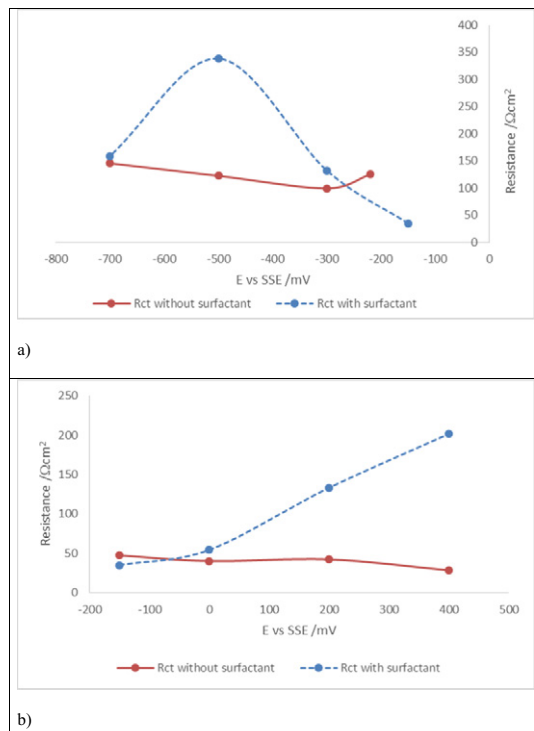 400
350
300
250
200
150
100
50
0
Resistance /Ωcm²
-800 -700 -600 -500 -400 -300 -200 -100 0
E vs SSE /mV
Rct without surfactant Rct with surfactant
a)
250
200
150
100
50
0
Resistance /Ωcm²
-200 -100 0 100 200 300 400 500
E vs SSE /mV
Rct without surfactant Rct with surfactant
b)